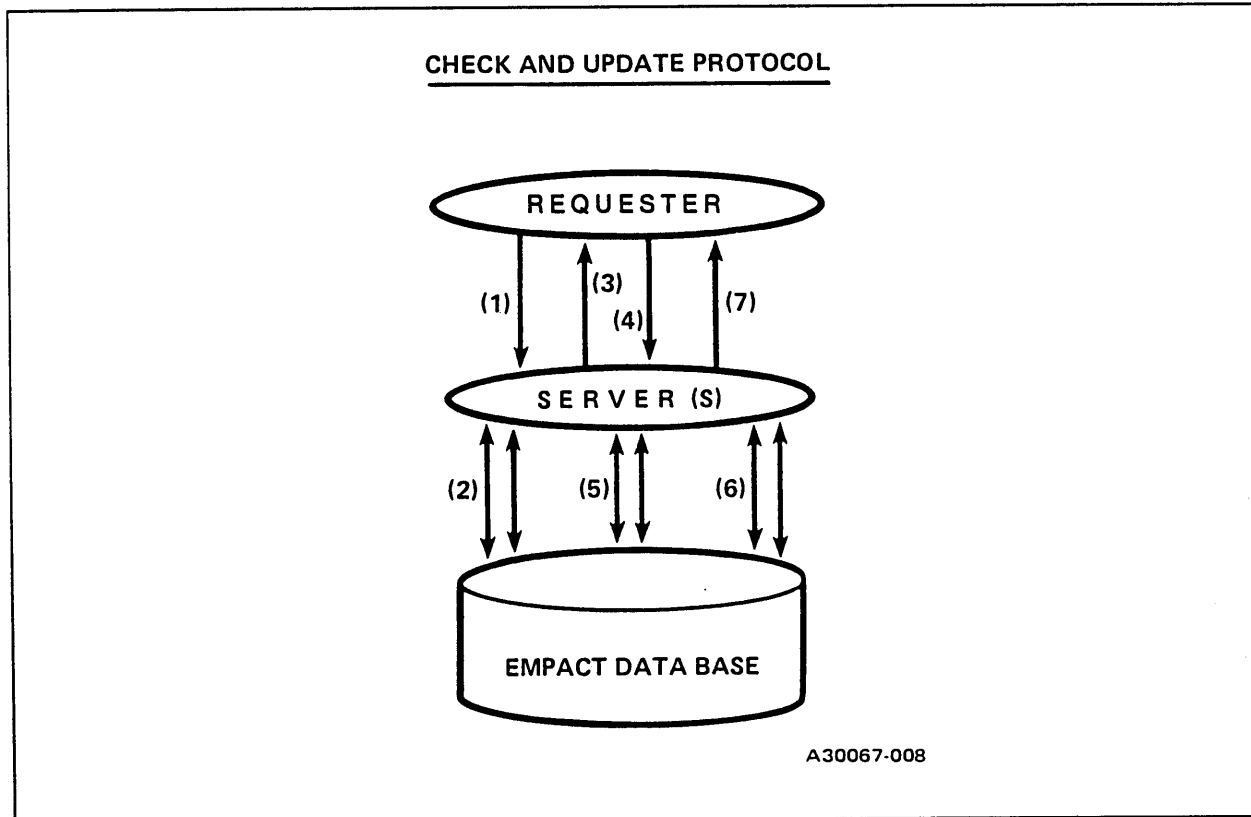 CHECK AND UPDATE PROTOCOL
REQUESTER
(1)
(3)
(4)
(7)
SERVER (S)
(2)
(5)
(6)
EMPACT DATA BASE
A30067-008